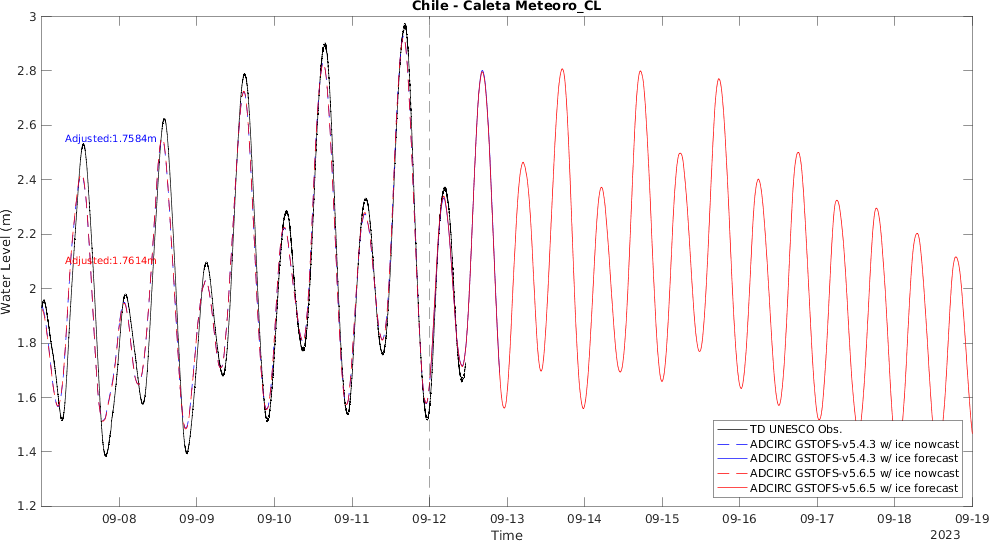 Chile - Caleta Meteoro_CL
3
2.8
2.6
2.4
2.2
2
1.8
1.6
1.4
1.2
Water Level (m)
Adjusted:1.7584m
Adjusted:1.7614m
TD UNESCO Obs.
ADCIRC GSTOFS-v5.4.3 w/ ice nowcast
ADCIRC GSTOFS-v5.4.3 w/ ice forecast
ADCIRC GSTOFS-v5.6.5 w/ ice nowcast
ADCIRC GSTOFS-v5.6.5 w/ ice forecast
09-08 09-09 09-10 09-11 09-12 09-13 09-14 09-15 09-16 09-17 09-18 09-19
Time
2023